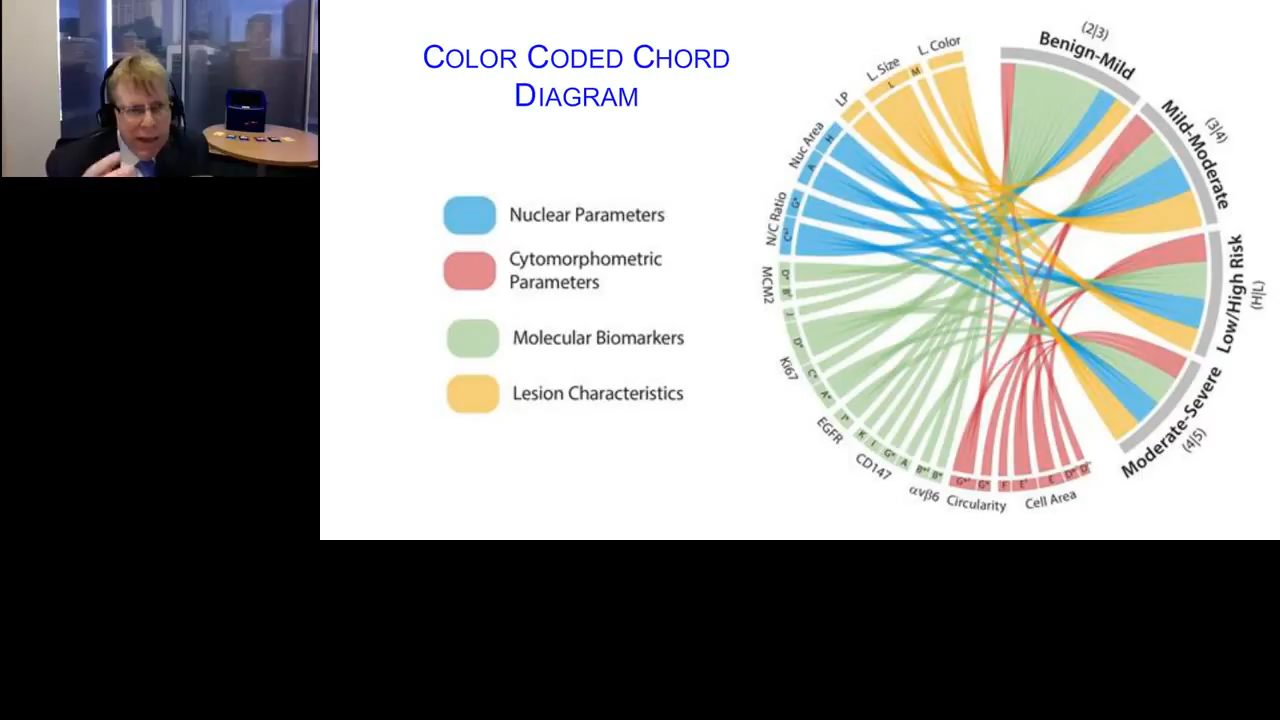 COLOR CODED CHORD
DIAGRAM
Nuclear Parameters
Cytomorphometric
Parameters
Molecular Biomarkers
Lesion Characteristics
L. Color
L. Size
M
L
LP
Nuc Area
H
A
N/C Ratio
MCM2
Ki67
EGFR
CD147
αvβ6
Circularity
Cell Area
K
I
A
F
E
(2|3)
Benign-Mild
(3|4)
Mild-Moderate
Low/High Risk
(H|L)
Moderate-Severe
(4|5)